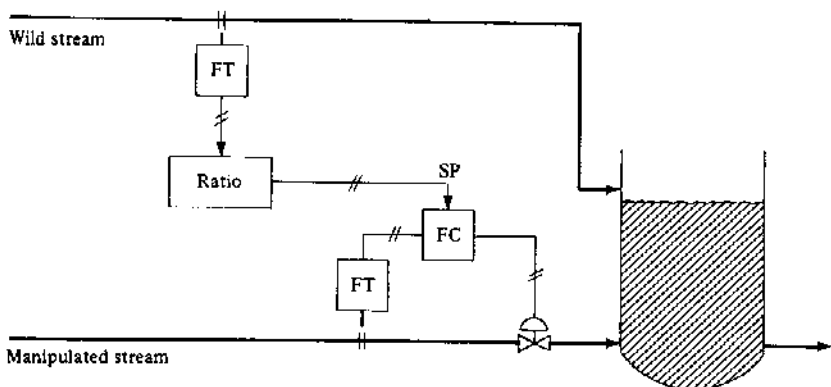 Wild stream
FT
Ratio
SP
FC
FT
Manipulated stream